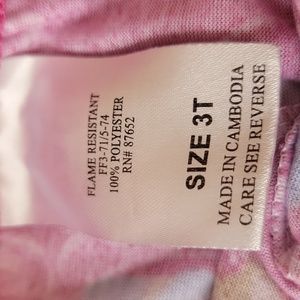 FLAME RESISTANT
FF3-71/5-74
100% POLYESTER
RN# 87652
SIZE 3T
MADE IN CAMBODIA
CARE SEE REVERSE